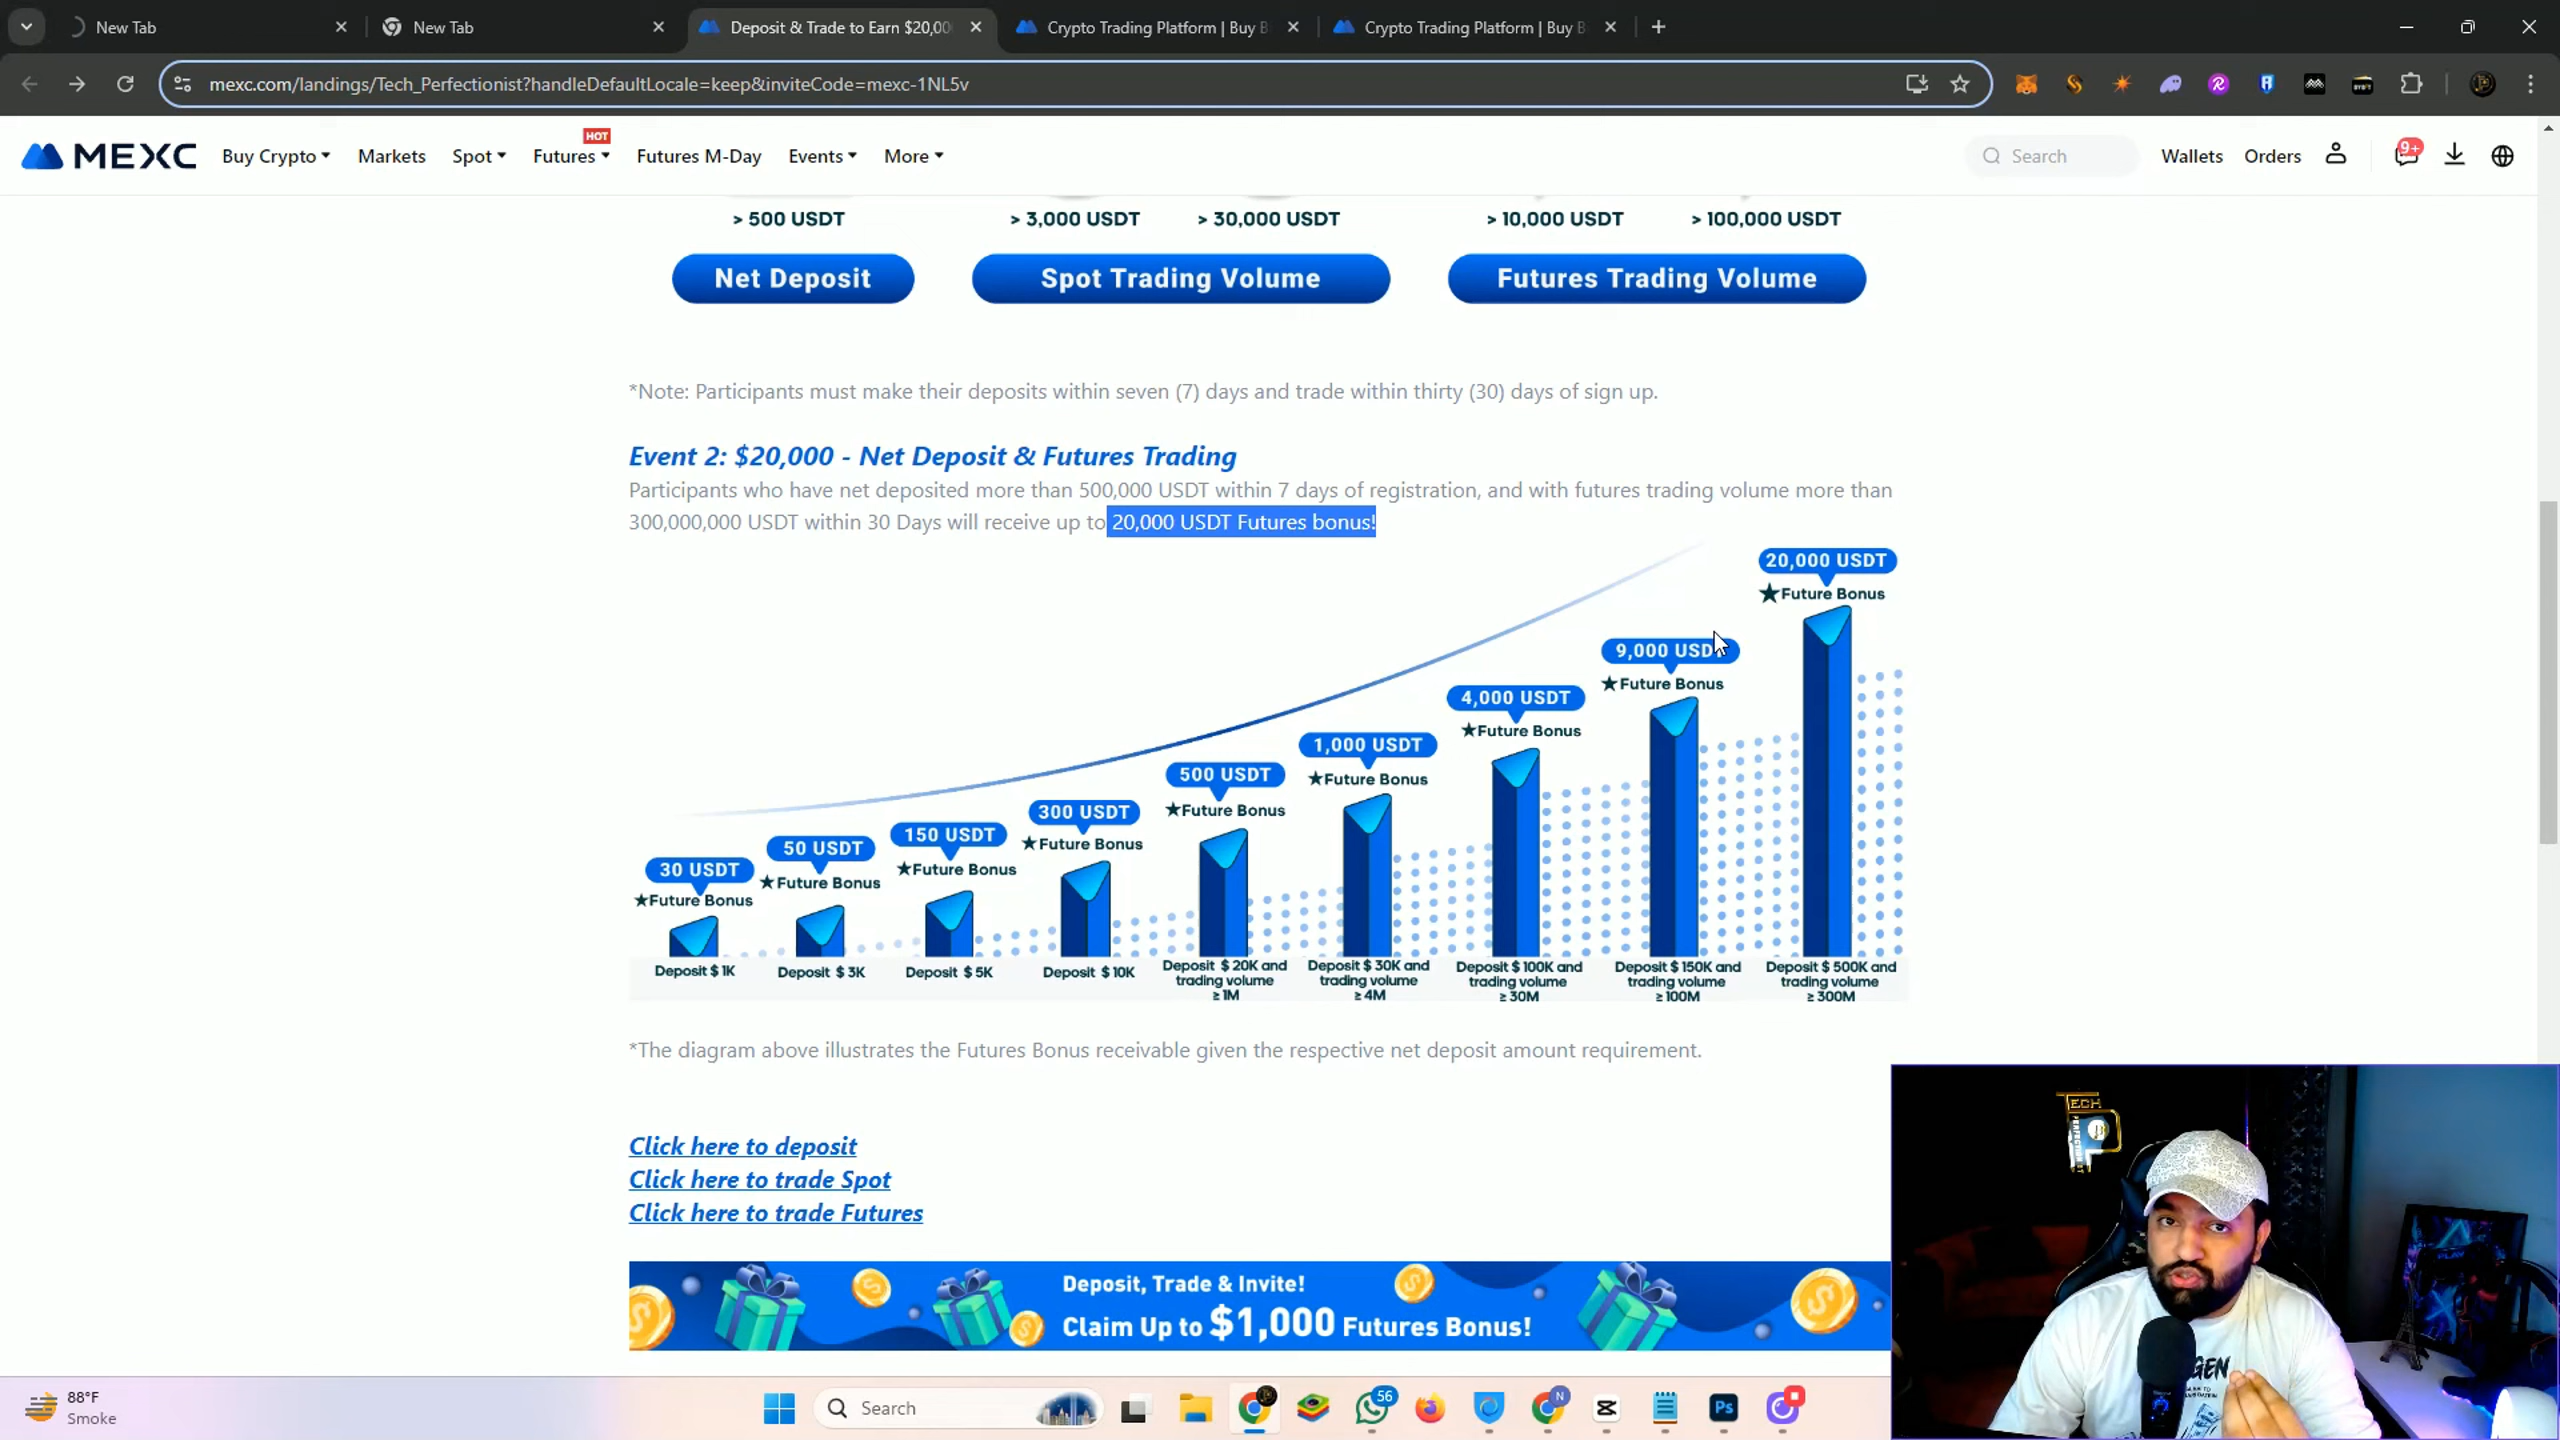 New Tab
New Tab
Deposit & Trade to Earn $20,00
Crypto Trading Platform | Buy B
Crypto Trading Platform | Buy B
mexc.com/landings/Tech_Perfectionist?handleDefaultLocale=keep&inviteCode=mexc-1NL5v
MEXC
Buy Crypto
Markets
Spot
Futures
HOT
Futures M-Day
Events
More
Search
Wallets
Orders
9+
> 500 USDT
> 3,000 USDT
> 30,000 USDT
> 10,000 USDT
> 100,000 USDT
Net Deposit
Spot Trading Volume
Futures Trading Volume
*Note: Participants must make their deposits within seven (7) days and trade within thirty (30) days of sign up.
Event 2: $20,000 - Net Deposit & Futures Trading
Participants who have net deposited more than 500,000 USDT within 7 days of registration, and with futures trading volume more than
300,000,000 USDT within 30 Days will receive up to 20,000 USDT Futures bonus!
30 USDT
★Future Bonus
50 USDT
★Future Bonus
150 USDT
★Future Bonus
300 USDT
★Future Bonus
500 USDT
★Future Bonus
1,000 USDT
★Future Bonus
4,000 USDT
★Future Bonus
9,000 USDT
★Future Bonus
20,000 USDT
★Future Bonus
Deposit $ 1K
Deposit $ 3K
Deposit $ 5K
Deposit $ 10K
Deposit $ 20K and
trading volume
≥ 1M
Deposit $ 30K and
trading volume
≥ 4M
Deposit $ 100K and
trading volume
≥ 30M
Deposit $ 150K and
trading volume
≥ 100M
Deposit $ 500K and
trading volume
≥ 300M
*The diagram above illustrates the Futures Bonus receivable given the respective net deposit amount requirement.
Click here to deposit
Click here to trade Spot
Click here to trade Futures
Deposit, Trade & Invite!
Claim Up to $1,000 Futures Bonus!
TECH
PERFECTIONIST
88°F
Smoke
Search
56
N
Ps